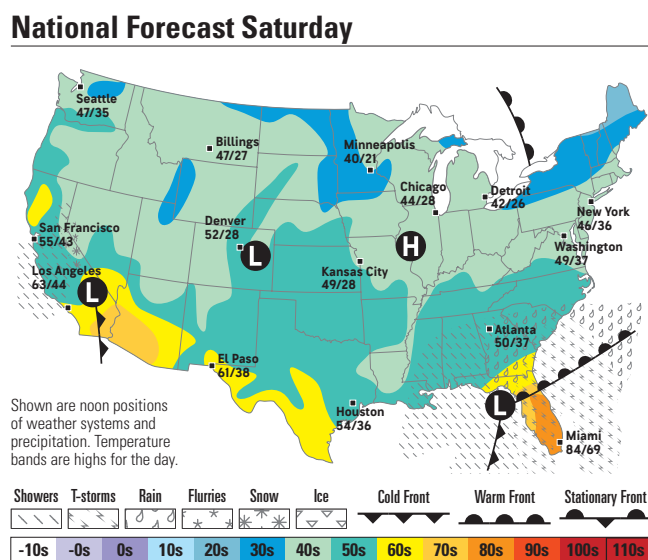 National Forecast Saturday
Seattle
47/35
Billings
47/27
Minneapolis
40/21
Chicago
44/28
Detroit
42/26
New York
46/36
San Francisco
55/43
Denver
52/28
Washington
49/37
H
L
Los Angeles
63/44
L
Kansas City
49/28
Atlanta
50/37
El Paso
61/38
L
Houston
54/36
Miami
84/69
Shown are noon positions
of weather systems and
precipitation. Temperature
bands are highs for the day.
Showers T-storms Rain Flurries Snow Ice Cold Front Warm Front Stationary Front
-10s -0s 0s 10s 20s 30s 40s 50s 60s 70s 80s 90s 100s 110s